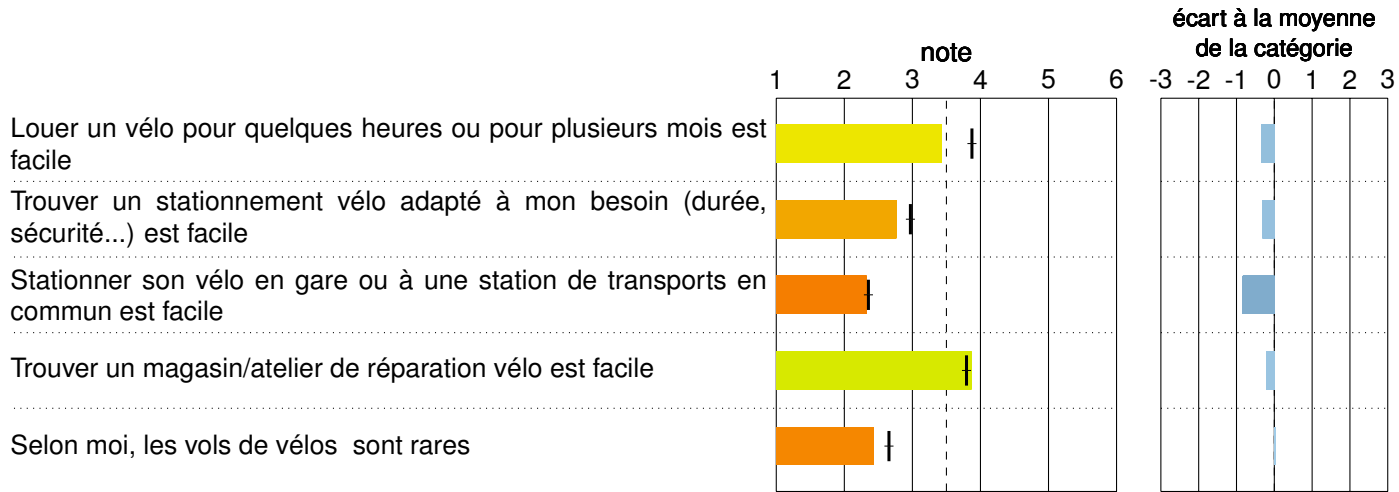 écart à la moyenne
note de la catégorie
1 2 3 4 5 6 -3 -2 -1 0 1 2 3
Louer un vélo pour quelques heures ou pour plusieurs mois est
facile
Trouver un stationnement vélo adapté à mon besoin (durée,
sécurité...) est facile
Stationner son vélo en gare ou à une station de transports en
commun est facile
Trouver un magasin/atelier de réparation vélo est facile
Selon moi, les vols de vélos sont rares